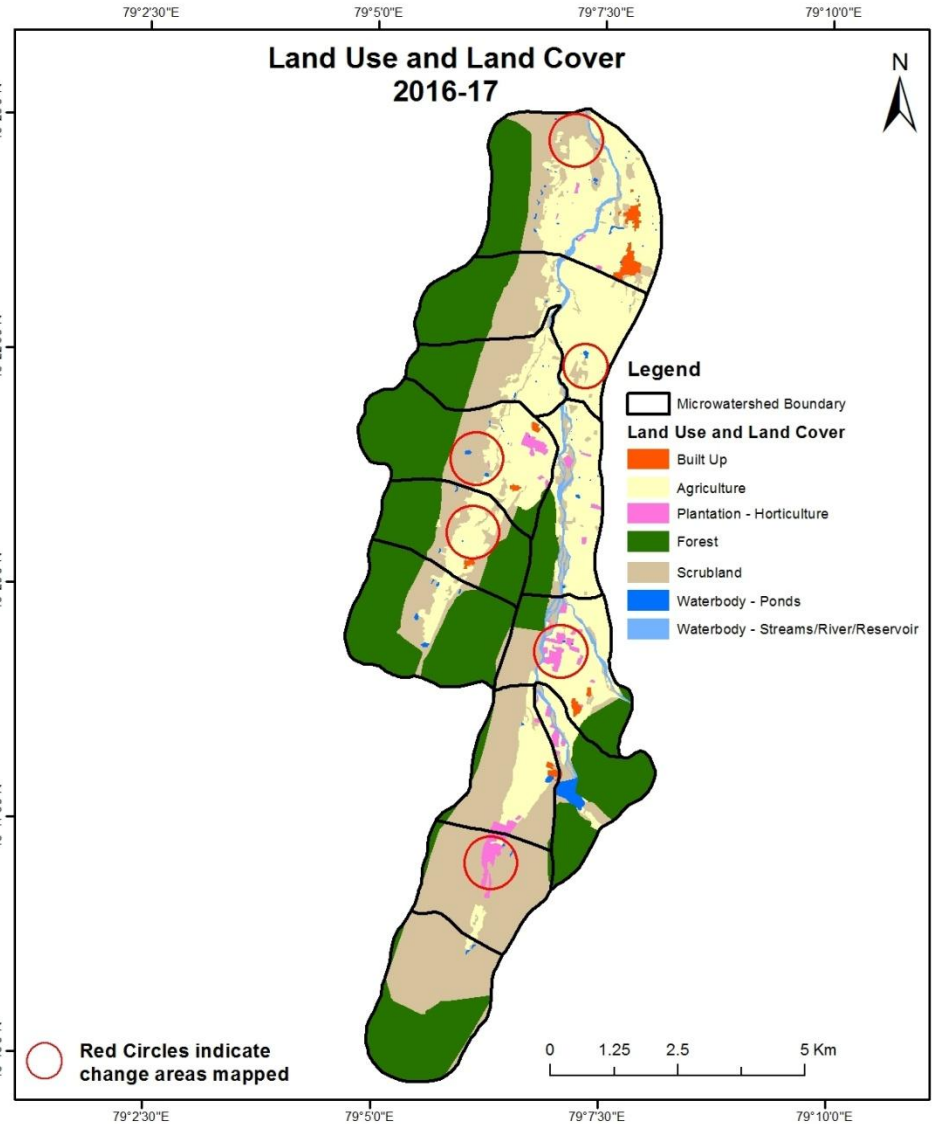 79°2'30"E 79°5'0"E 79°7'30"E 79°10'0"E
Land Use and Land Cover
2016-17
N
Legend
Microwatershed Boundary
Land Use and Land Cover
Built Up
Agriculture
Plantation - Horticulture
Forest
Scrubland
Waterbody - Ponds
Waterbody - Streams/River/Reservoir
Red Circles indicate
change areas mapped
0 1.25 2.5 5 Km
79°2'30"E 79°5'0"E 79°7'30"E 79°10'0"E